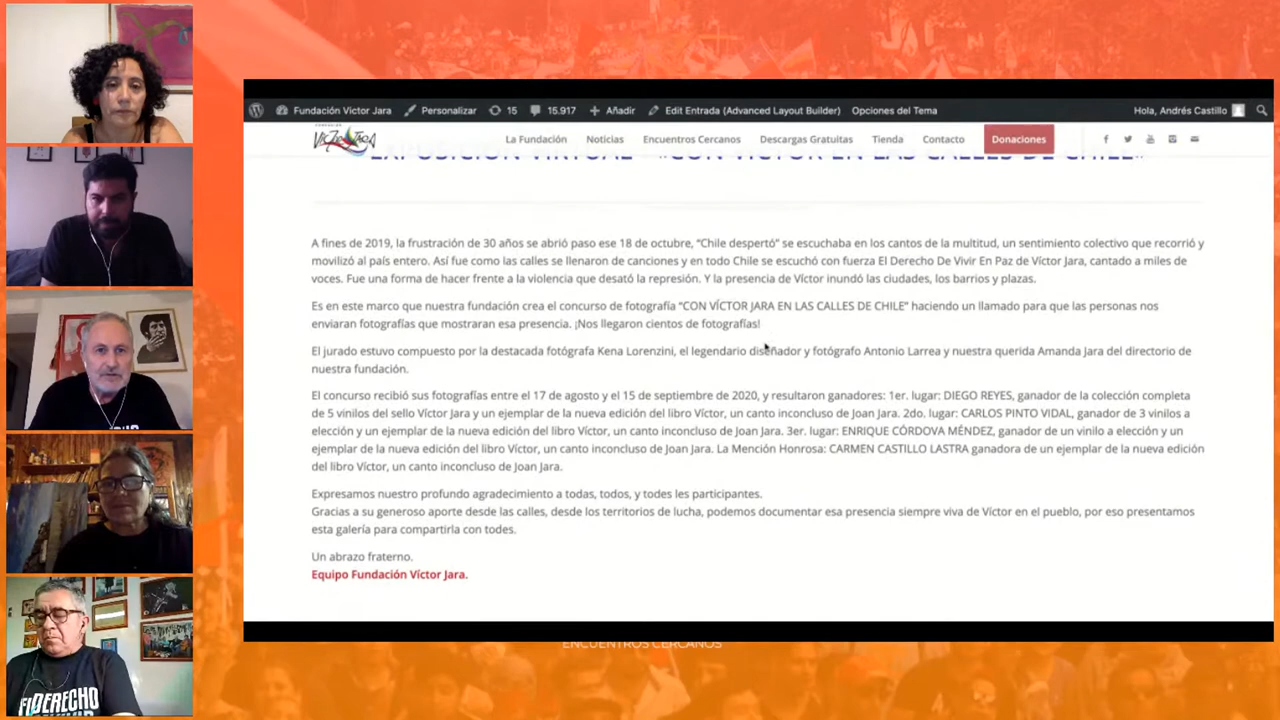 Fundación Victor Jara Personalizar 15 15.917 Añadir Edit Entrada (Advanced Layout Builder) Opciones del Tema Hola, Andrés Castillo
La Fundación Noticias Encuentros Cercanos Descargas Gratuitas Tienda Contacto Donaciones
EXPOSICIÓN VIRTUAL – «CON VÍCTOR EN LAS CALLES DE CHILE»
A fines de 2019, la frustración de 30 años se abrió paso ese 18 de octubre, “Chile despertó” se escuchaba en los cantos de la multitud, un sentimiento colectivo que recorrió y
movilizó al país entero. Así fue como las calles se llenaron de canciones y en todo Chile se escuchó con fuerza El Derecho De Vivir En Paz de Víctor Jara, cantado a miles de
voces. Fue una forma de hacer frente a la violencia que desató la represión. Y la presencia de Víctor inundó las ciudades, los barrios y plazas.
Es en este marco que nuestra fundación crea el concurso de fotografía “CON VÍCTOR JARA EN LAS CALLES DE CHILE” haciendo un llamado para que las personas nos
enviaran fotografías que mostraran esa presencia. ¡Nos llegaron cientos de fotografías!
El jurado estuvo compuesto por la destacada fotógrafa Kena Lorenzini, el legendario diseñador y fotógrafo Antonio Larrea y nuestra querida Amanda Jara del directorio de
nuestra fundación.
El concurso recibió sus fotografías entre el 17 de agosto y el 15 de septiembre de 2020, y resultaron ganadores: 1er. lugar: DIEGO REYES, ganador de la colección completa
de 5 vinilos del sello Víctor Jara y un ejemplar de la nueva edición del libro Víctor, un canto inconcluso de Joan Jara. 2do. lugar: CARLOS PINTO VIDAL, ganador de 3 vinilos a
elección y un ejemplar de la nueva edición del libro Víctor, un canto inconcluso de Joan Jara. 3er. lugar: ENRIQUE CÓRDOVA MÉNDEZ, ganador de un vinilo a elección y un
ejemplar de la nueva edición del libro Víctor, un canto inconcluso de Joan Jara. La Mención Honrosa: CARMEN CASTILLO LASTRA ganadora de un ejemplar de la nueva edición
del libro Víctor, un canto inconcluso de Joan Jara.
Expresamos nuestro profundo agradecimiento a todas, todos, y todes les participantes.
Gracias a su generoso aporte desde las calles, desde los territorios de lucha, podemos documentar esa presencia siempre viva de Víctor en el pueblo, por eso presentamos
esta galería para compartirla con todes.
Un abrazo fraterno.
Equipo Fundación Víctor Jara.
ENCUENTROS CERCANOS
El DERECHO